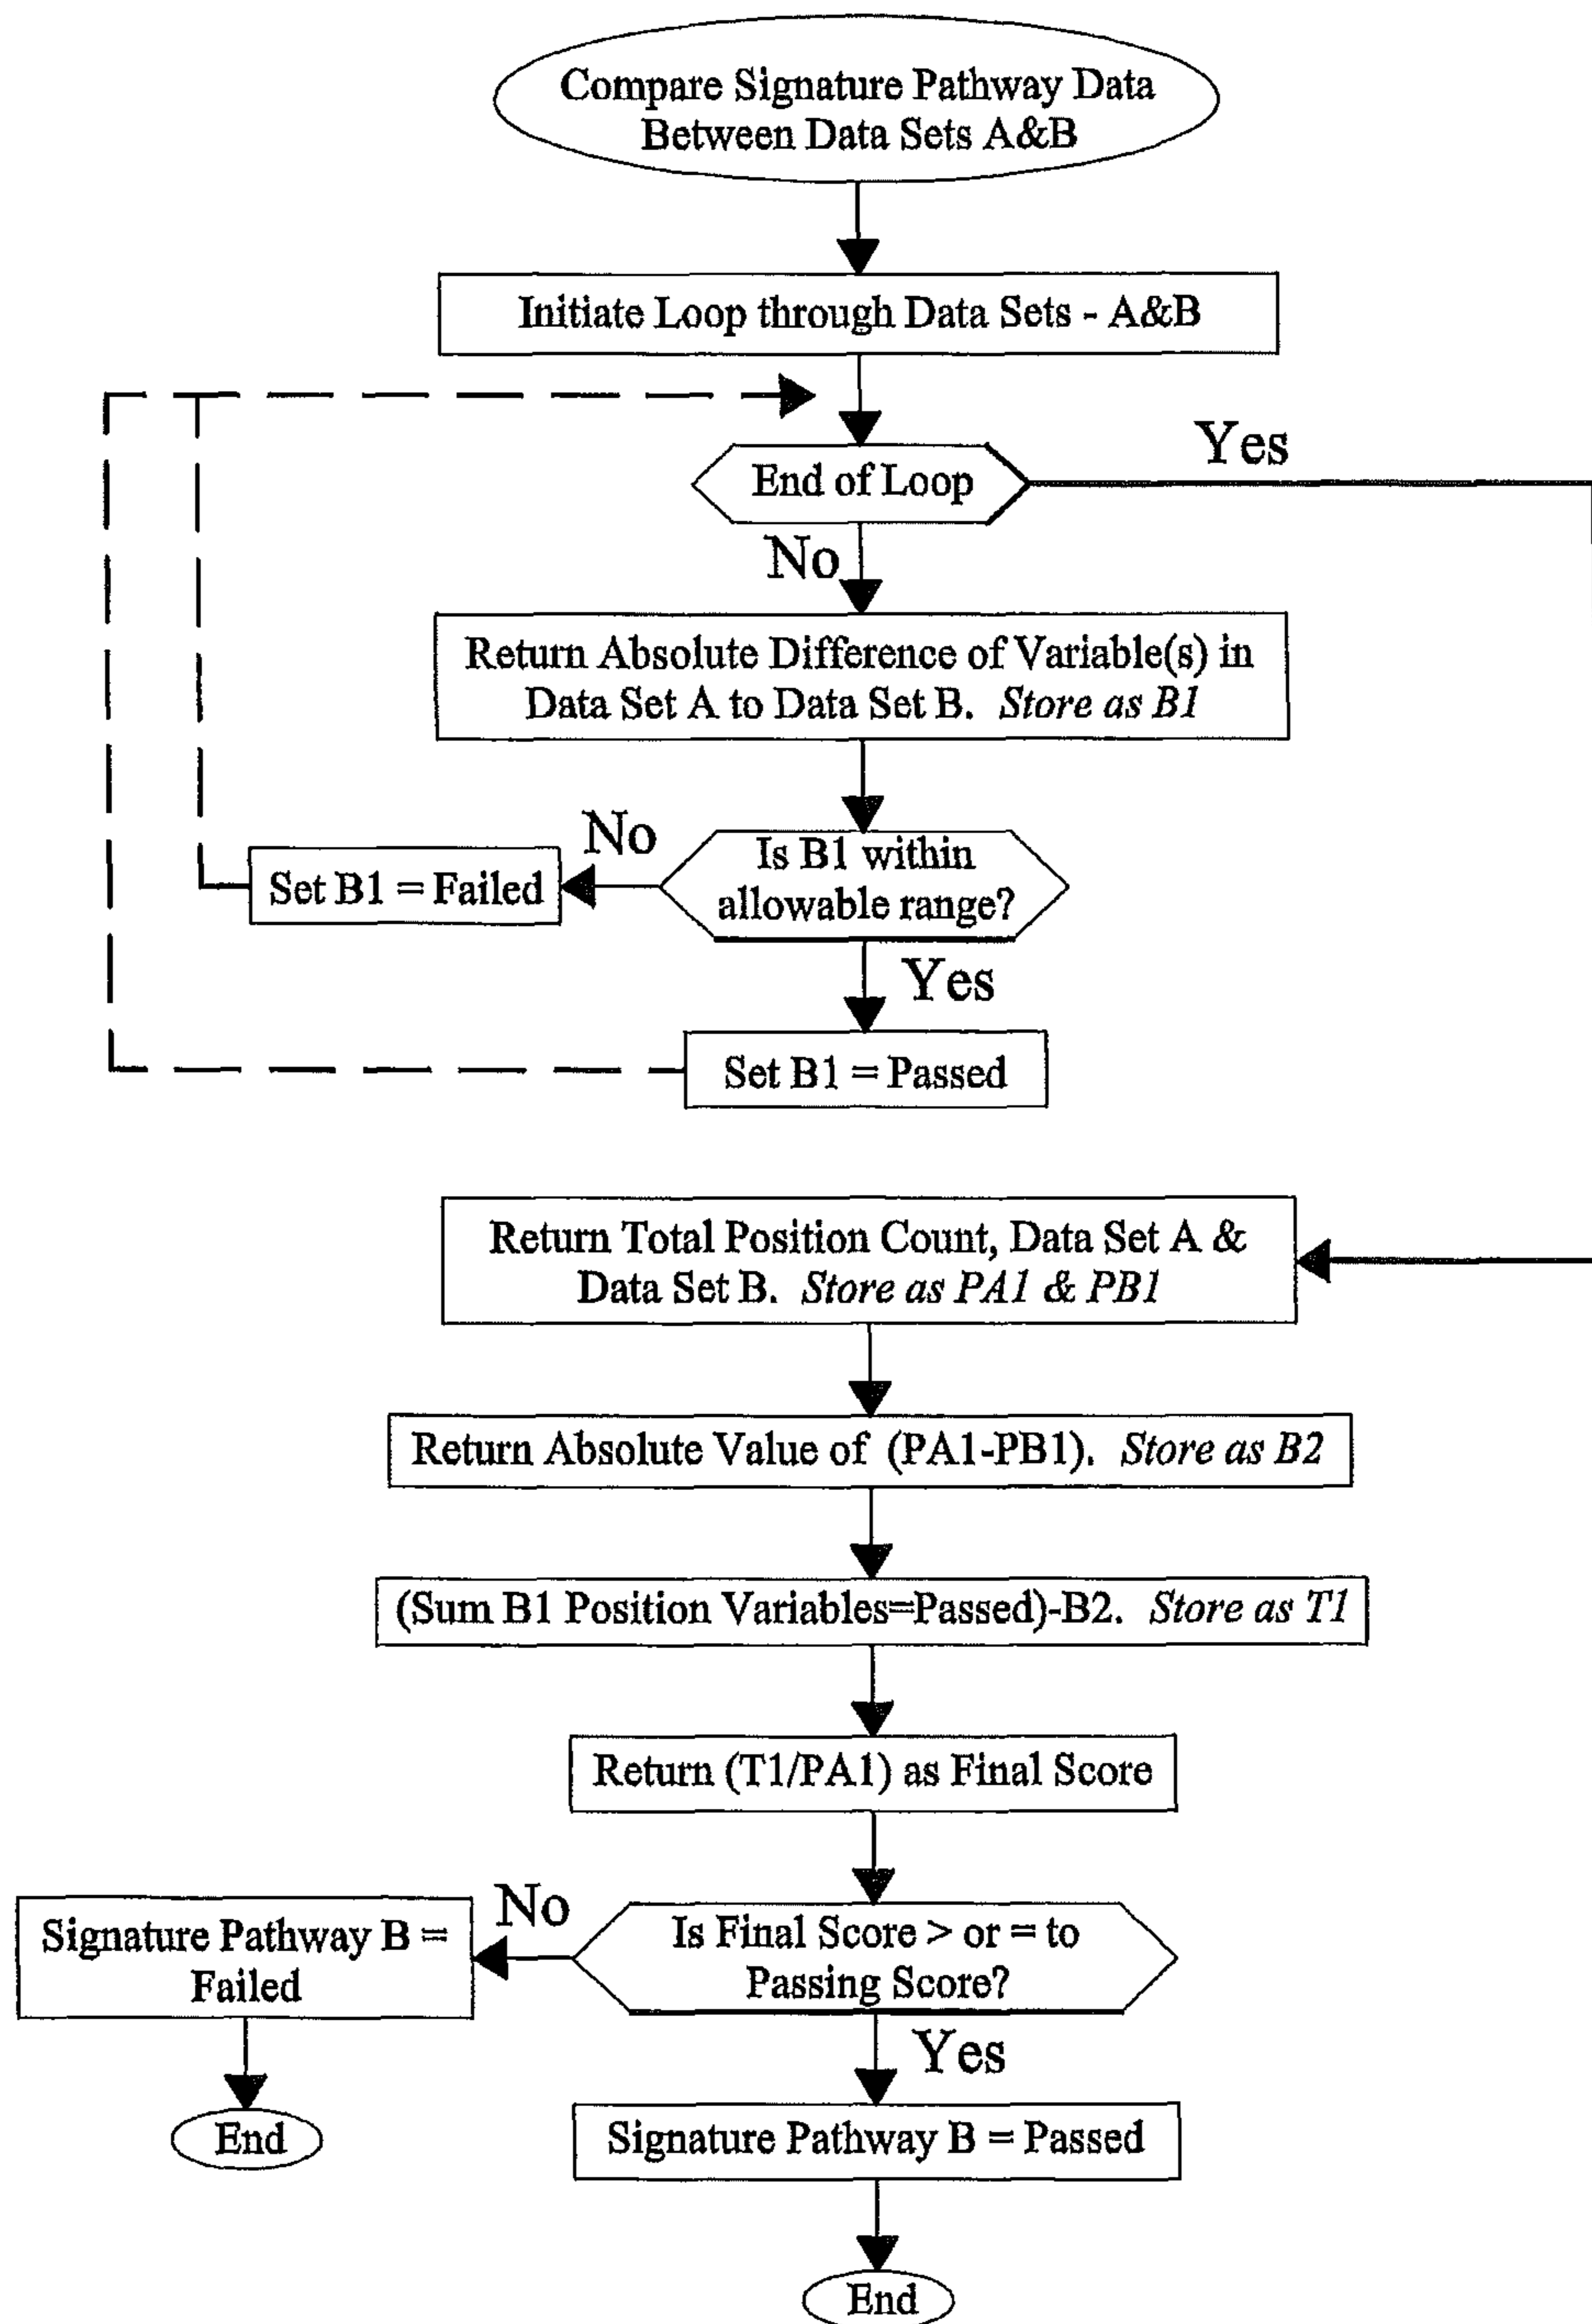 Compare Signature Pathway Data
Between Data Sets A&B
Initiate Loop through Data Sets - A&B
End of Loop
Yes
No
Return Absolute Difference of Variable(s) in
Data Set A to Data Set B. Store as B1
Is B1 within
allowable range?
No
Set B1 = Failed
Yes
Set B1 = Passed
Return Total Position Count, Data Set A &
Data Set B. Store as PA1 & PB1
Return Absolute Value of (PA1-PB1). Store as B2
(Sum B1 Position Variables=Passed)-B2. Store as T1
Return (T1/PA1) as Final Score
Is Final Score > or = to
Passing Score?
No
Signature Pathway B =
Failed
End
Yes
Signature Pathway B = Passed
End